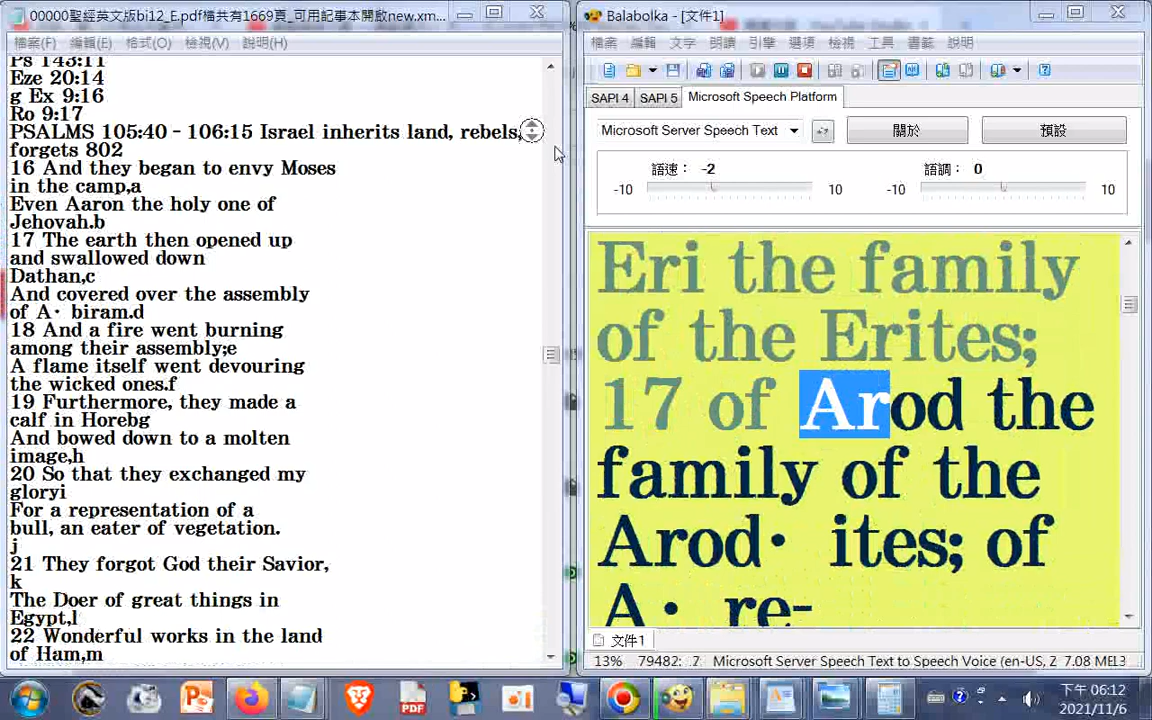 00000聖經英文版bi12_E.pdf檔共有1669頁_可用記事本開啟new.xm...
檔案(F) 編輯(E) 格式(O) 檢視(V) 說明(H)
Ps 143:11
Eze 20:14
g Ex 9:16
Ro 9:17
PSALMS 105:40 - 106:15 Israel inherits land, rebels,
forgets 802
16 And they began to envy Moses
in the camp,a
Even Aaron the holy one of
Jehovah.b
17 The earth then opened up
and swallowed down
Dathan,c
And covered over the assembly
of A· biram.d
18 And a fire went burning
among their assembly;e
A flame itself went devouring
the wicked ones.f
19 Furthermore, they made a
calf in Horebg
And bowed down to a molten
image,h
20 So that they exchanged my
gloryi
For a representation of a
bull, an eater of vegetation.
j
21 They forgot God their Savior,
k
The Doer of great things in
Egypt,l
22 Wonderful works in the land
of Ham,m
Balabolka - [文件1]
檔案 編輯 文字 朗讀 引擎 選項 檢視 工具 書籤 說明
SAPI 4 SAPI 5 Microsoft Speech Platform
Microsoft Server Speech Text 關於 預設
語速: -2 語調: 0
-10 10 -10 10
Eri the family
of the Erites;
17 of Arod the
family of the
Arod· ites; of
A· re-
文件1
13% 79482: 7. Microsoft Server Speech Text to Speech Voice (en-US, Z 7.08 ME
下午 06:12
2021/11/6